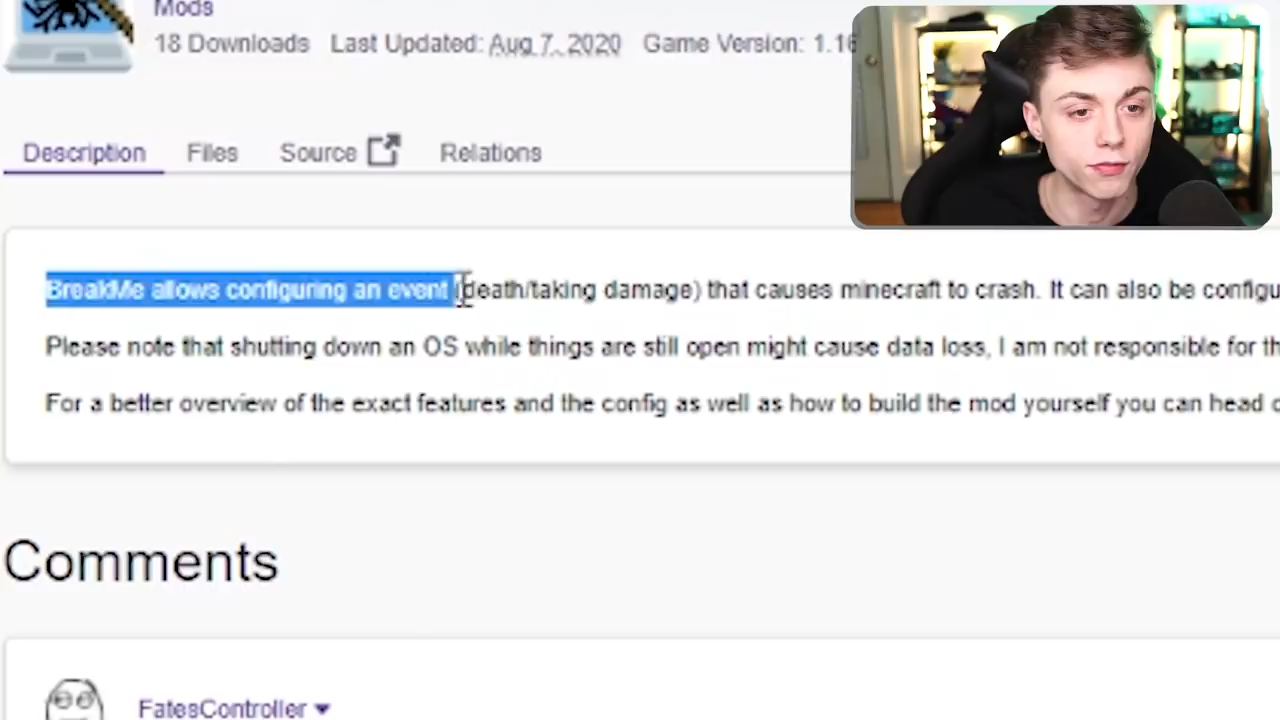 Mods
18 Downloads Last Updated: Aug 7, 2020 Game Version: 1.16
Description Files Source Relations
BreakMe allows configuring an event (death/taking damage) that causes minecraft to crash. It can also be configu
Please note that shutting down an OS while things are still open might cause data loss, I am not responsible for th
For a better overview of the exact features and the config as well as how to build the mod yourself you can head o
Comments
FatesController